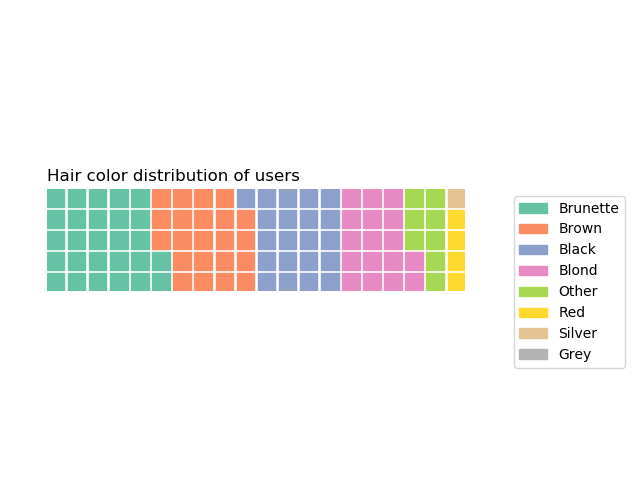 Hair color distribution of users
Brunette
Brown
Black
Blond
Other
Red
Silver
Grey